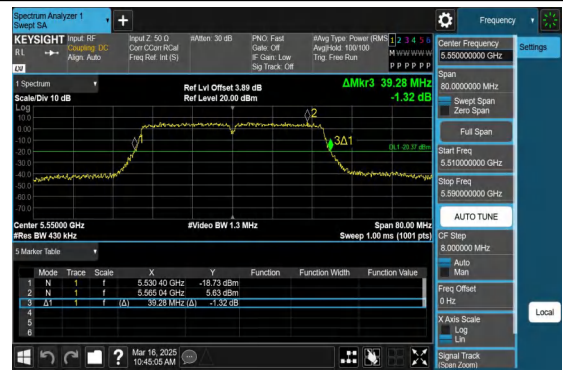 Spectrum Analyzer 1
Swept SA
Frequency
KEYSIGHT
RL
Input: RF
Coupling: DC
Align: Auto
Input Z: 50 Ω
Corr CCorr RCal
Freq Ref: Int (S)
#Atten: 30 dB
PNO: Fast
Gate: Off
IF Gain: Low
Sig Track: Off
#Avg Type: Power (RMS
Avg|Hold: 100/100
Trig: Free Run
1 2 3 4 5 6
M W W W W W
P P P P P P
LXI
1 Spectrum
Scale/Div 10 dB
Ref Lvl Offset 3.89 dB
Ref Level 20.00 dBm
ΔMkr3 39.28 MHz
-1.32 dB
Log
10.0
0.00
-10.0
-20.0
-30.0
-40.0
-50.0
-60.0
-70.0
1
2
3Δ1
DL1 -20.37 dBm
Center 5.55000 GHz
#Res BW 430 kHz
#Video BW 1.3 MHz
Span 80.00 MHz
Sweep 1.00 ms (1001 pts)
5 Marker Table
Mode Trace Scale X Y Function Function Width Function Value
1 N 1 f 5.530 40 GHz -18.73 dBm
2 N 1 f 5.565 04 GHz 5.63 dBm
3 Δ1 1 f (Δ) 39.28 MHz (Δ) -1.32 dB
4
5
6
Mar 16, 2025
10:45:05 AM
Center Frequency
5.550000000 GHz
Span
80.0000000 MHz
Swept Span
Zero Span
Full Span
Start Freq
5.510000000 GHz
Stop Freq
5.590000000 GHz
AUTO TUNE
CF Step
8.000000 MHz
Auto
Man
Freq Offset
0 Hz
X Axis Scale
Log
Lin
Signal Track
(Span Zoom)
Settings
Local